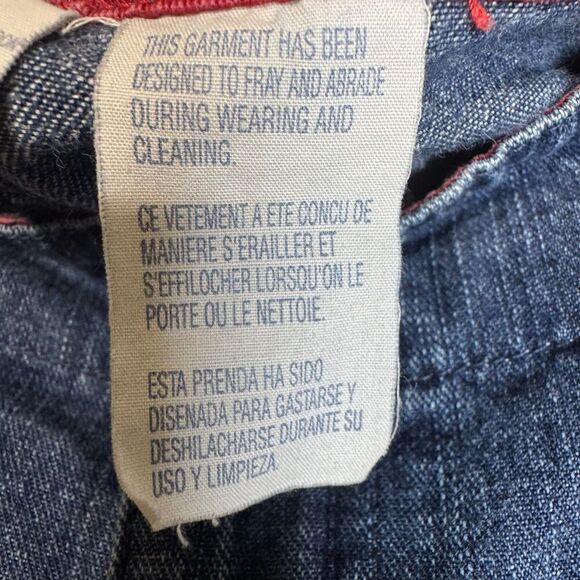 THIS GARMENT HAS BEEN
DESIGNED TO FRAY AND ABRADE
DURING WEARING AND
CLEANING.
CE VETEMENT A ETE CONCU DE
MANIERE S'ERAILLER ET
S'EFFILOCHER LORSQU'ON LE
PORTE OU LE NETTOIE.
ESTA PRENDA HA SIDO
DISENADA PARA GASTARSE Y
DESHILACHARSE DURANTE SU
USO Y LIMPIEZA